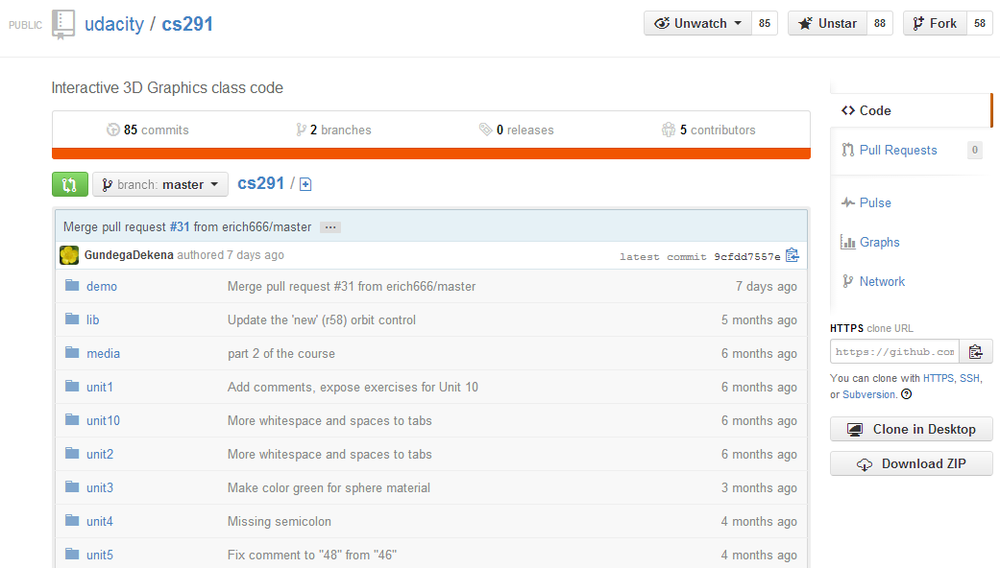 PUBLIC udacity / cs291 Unwatch 85 Unstar 88 Fork 58
Interactive 3D Graphics class code
85 commits 2 branches 0 releases 5 contributors
branch: master cs291 /
Merge pull request #31 from erich666/master ...
GundegaDekena authored 7 days ago latest commit 9cfdd7557e
demo Merge pull request #31 from erich666/master 7 days ago
lib Update the 'new' (r58) orbit control 5 months ago
media part 2 of the course 6 months ago
unit1 Add comments, expose exercises for Unit 10 6 months ago
unit10 More whitespace and spaces to tabs 6 months ago
unit2 More whitespace and spaces to tabs 6 months ago
unit3 Make color green for sphere material 3 months ago
unit4 Missing semicolon 4 months ago
unit5 Fix comment to "48" from "46" 4 months ago
<> Code
Pull Requests 0
Pulse
Graphs
Network
HTTPS clone URL
https://github.com
You can clone with HTTPS, SSH,
or Subversion.
Clone in Desktop
Download ZIP